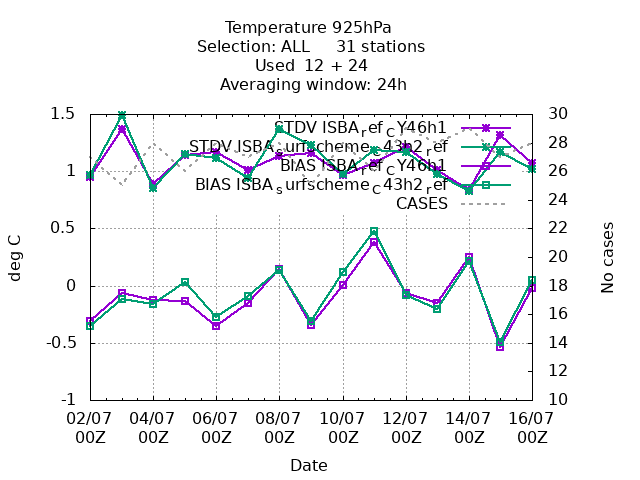 Temperature 925hPa
Selection: ALL     31 stations
Used  12 + 24
Averaging window: 24h
STDV ISBA_ref_CY46h1
STDV ISBA_surfscheme_C43h2_ref
BIAS ISBA_ref_CY46h1
BIAS ISBA_surfscheme_C43h2_ref
CASES
1.5
1
0.5
0
-0.5
-1
30
28
26
24
22
20
18
16
14
12
10
deg C
No cases
02/07 04/07 06/07 08/07 10/07 12/07 14/07 16/07
00Z 00Z 00Z 00Z 00Z 00Z 00Z 00Z
Date